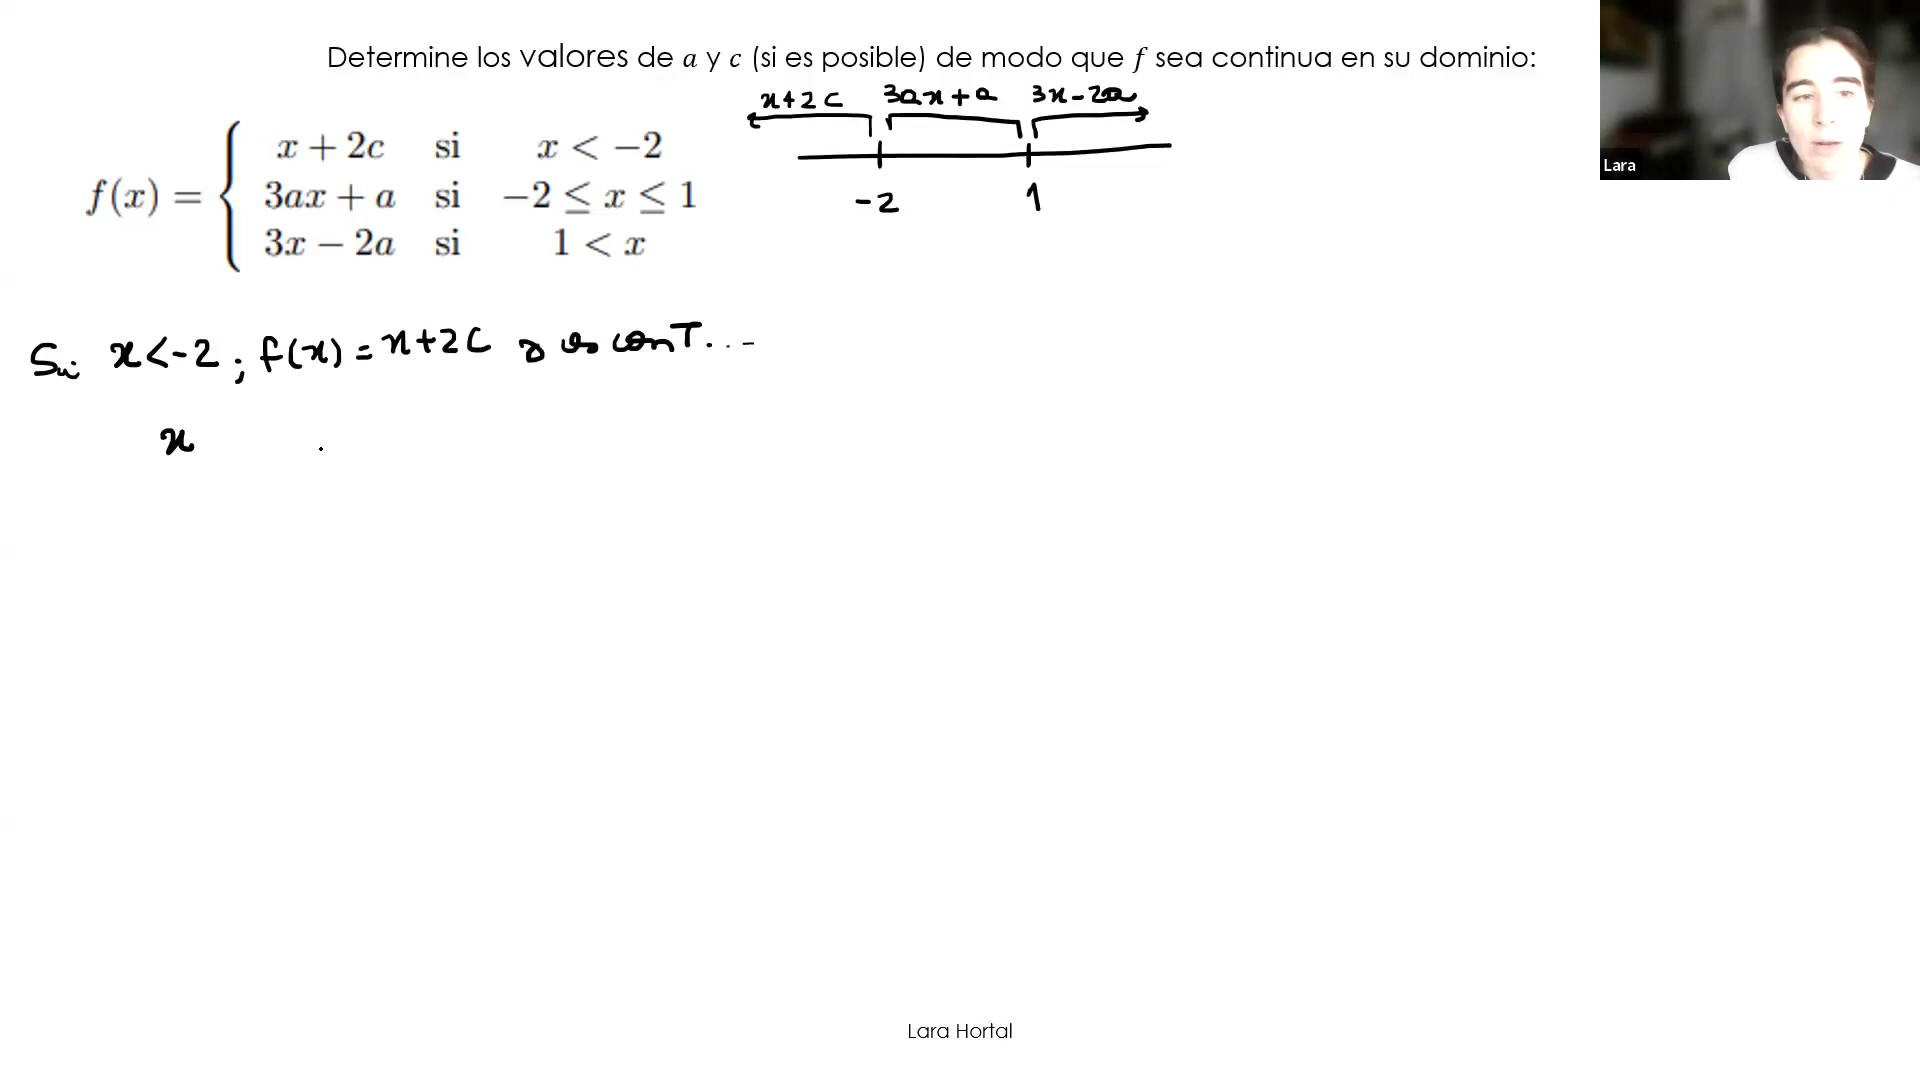 Determine los valores de a y c (si es posible) de modo que f sea continua en su dominio:
Lara
x+2c 3ax+a 3x-2a
-2 1
f(x) = { x + 2c si x < −2
3ax + a si −2 ≤ x ≤ 1
3x − 2a si 1 < x
Si x<-2; f(x)=x+2c y es cont...-
x .
Lara Hortal